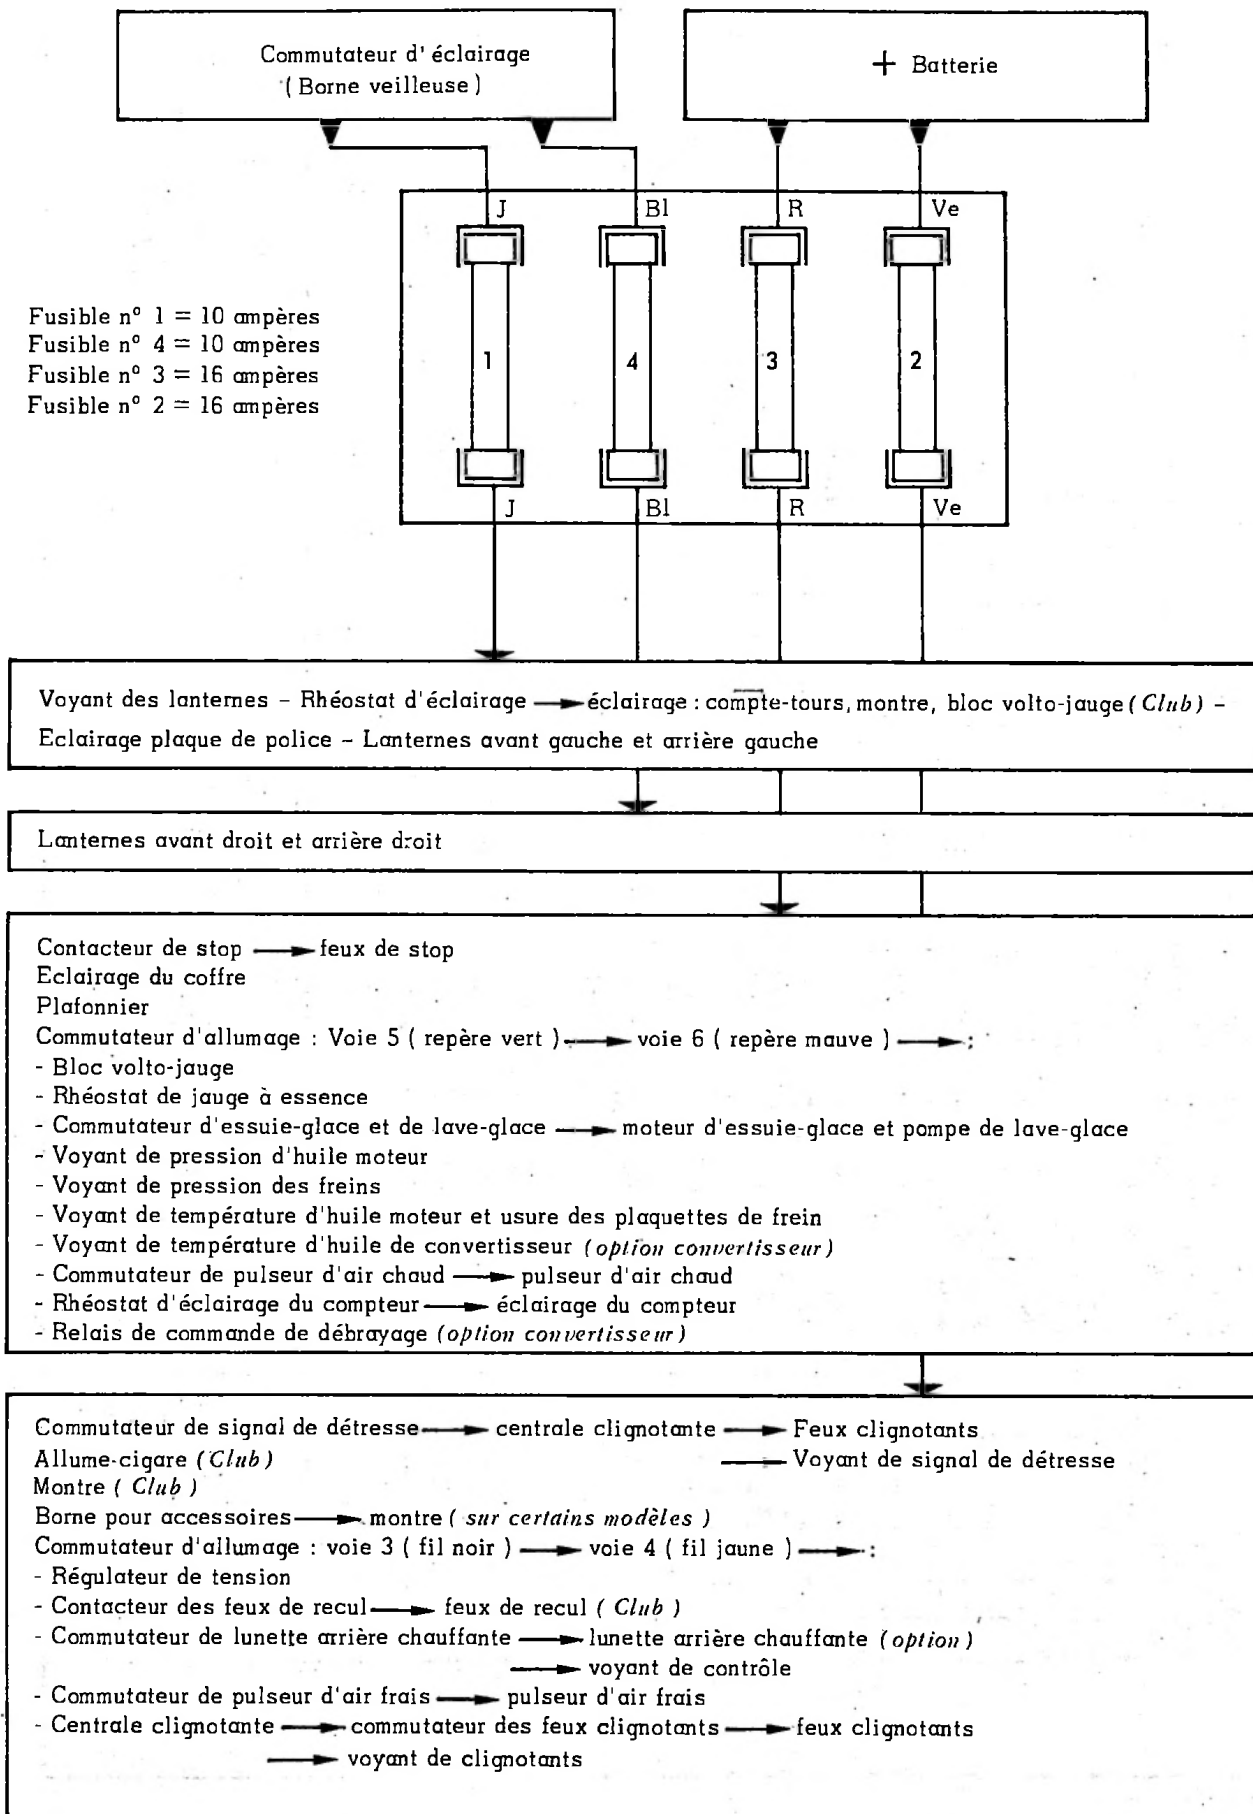 Commutateur d'éclairage
(Borne veilleuse)
+ Batterie
J Bl R Ve
Fusible n° 1 = 10 ampères
Fusible n° 4 = 10 ampères
Fusible n° 3 = 16 ampères
Fusible n° 2 = 16 ampères
1 4 3 2
J Bl R Ve
Voyant des lanternes - Rhéostat d'éclairage → éclairage : compte-tours, montre, bloc volto-jauge (Club) -
Eclairage plaque de police - Lanternes avant gauche et arrière gauche
Lanternes avant droit et arrière droit
Contacteur de stop → feux de stop
Eclairage du coffre
Plafonnier
Commutateur d'allumage : Voie 5 ( repère vert ) → voie 6 ( repère mauve ) → :
- Bloc volto-jauge
- Rhéostat de jauge à essence
- Commutateur d'essuie-glace et de lave-glace → moteur d'essuie-glace et pompe de lave-glace
- Voyant de pression d'huile moteur
- Voyant de pression des freins
- Voyant de température d'huile moteur et usure des plaquettes de frein
- Voyant de température d'huile de convertisseur (option convertisseur)
- Commutateur de pulseur d'air chaud → pulseur d'air chaud
- Rhéostat d'éclairage du compteur → éclairage du compteur
- Relais de commande de débrayage (option convertisseur)
Commutateur de signal de détresse → centrale clignotante → Feux clignotants
Allume-cigare (Club) → Voyant de signal de détresse
Montre ( Club )
Borne pour accessoires → montre ( sur certains modèles )
Commutateur d'allumage : voie 3 ( fil noir ) → voie 4 ( fil jaune ) → :
- Régulateur de tension
- Contacteur des feux de recul → feux de recul ( Club )
- Commutateur de lunette arrière chauffante → lunette arrière chauffante (option)
→ voyant de contrôle
- Commutateur de pulseur d'air frais → pulseur d'air frais
- Centrale clignotante → commutateur des feux clignotants → feux clignotants
→ voyant de clignotants